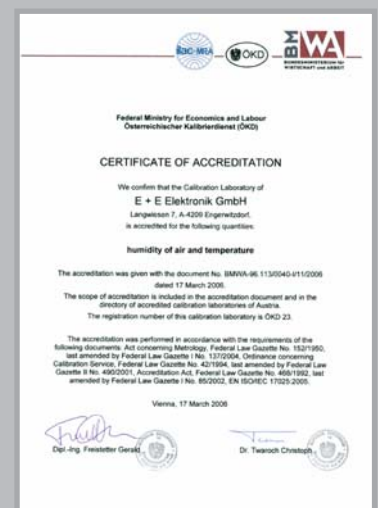 ilac-MRA
ÖKD
BM
WA
BUNDESMINISTERIUM für
WIRTSCHAFT und ARBEIT
Federal Ministry for Economics and Labour
Österreichischer Kalibrierdienst (ÖKD)
CERTIFICATE OF ACCREDITATION
We confirm that the Calibration Laboratory of
E + E Elektronik GmbH
Langwiesen 7, A-4209 Engerwitzdorf.
is accredited for the following quantities:
humidity of air and temperature
The accreditation was given with the document No. BMWA-96.113/0040-I/11/2006
dated 17 March 2006.
The scope of accreditation is included in the accreditation document and in the
directory of accredited calibration laboratories of Austria.
The registration number of this calibration laboratory is ÖKD 23.
The accreditation was performed in accordance with the requirements of the
following documents: Act concerning Metrology, Federal Law Gazette No. 152/1950,
last amended by Federal Law Gazette I No. 137/2004, Ordinance concerning
Calibration Service, Federal Law Gazette No. 42/1994, last amended by Federal Law
Gazette II No. 490/2001, Accreditation Act, Federal Law Gazette No. 468/1992, last
amended by Federal Law Gazette I No. 85/2002, EN ISO/IEC 17025:2005.
Vienna, 17 March 2006
Dipl.-Ing. Freistetter Gerald
Dr. Twaroch Christoph